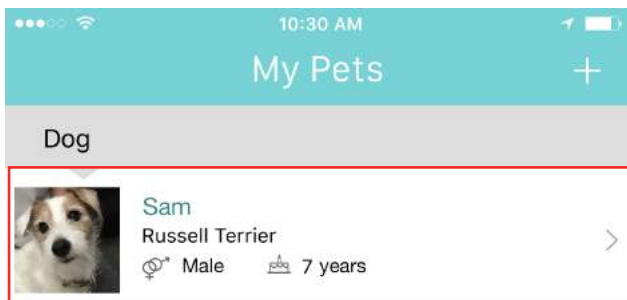 10:30 AM
My Pets
Dog
Sam
Russell Terrier
Male 7 years